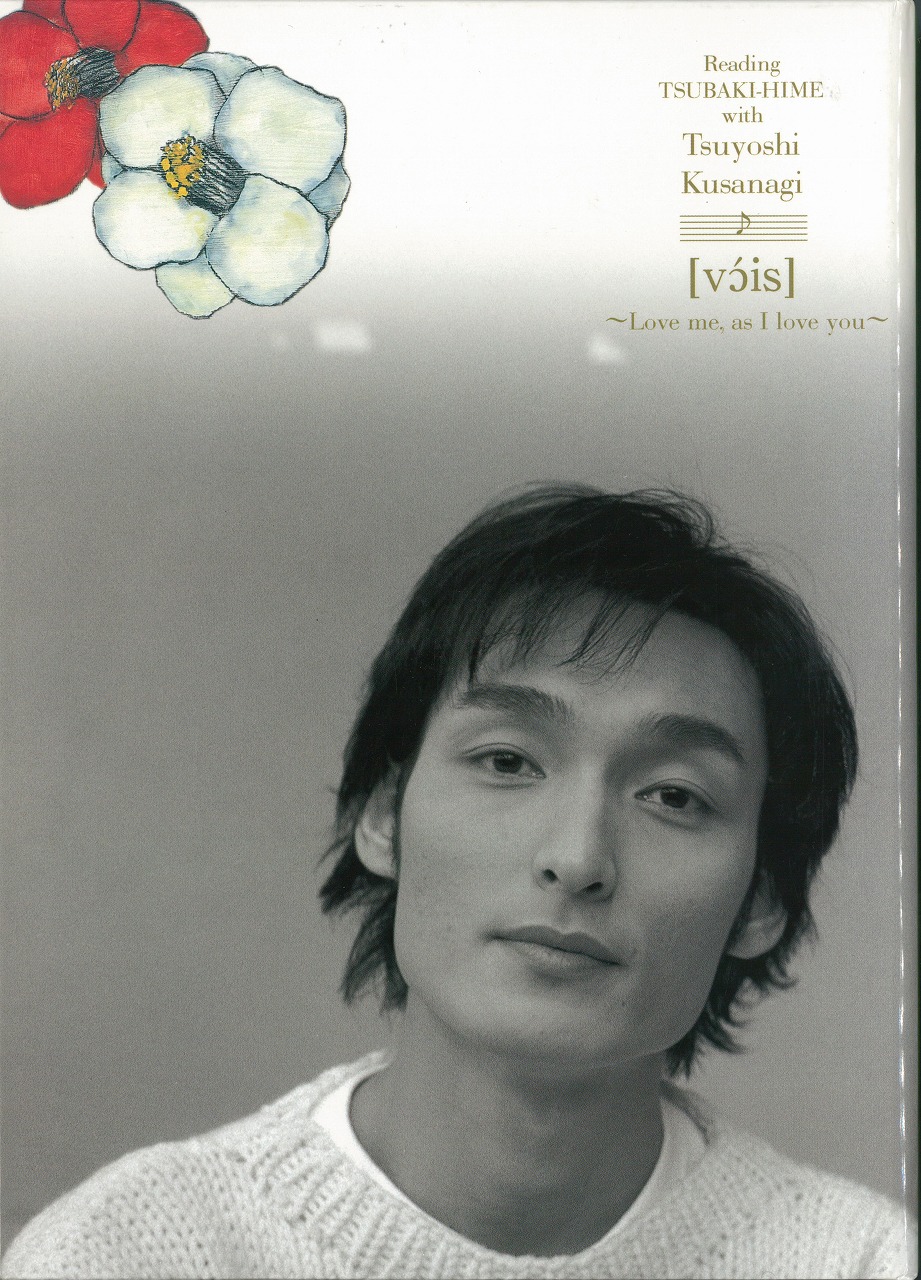 Reading
TSUBAKI-HIME
with
Tsuyoshi
Kusanagi
[vɔ́is]
～Love me, as I love you～